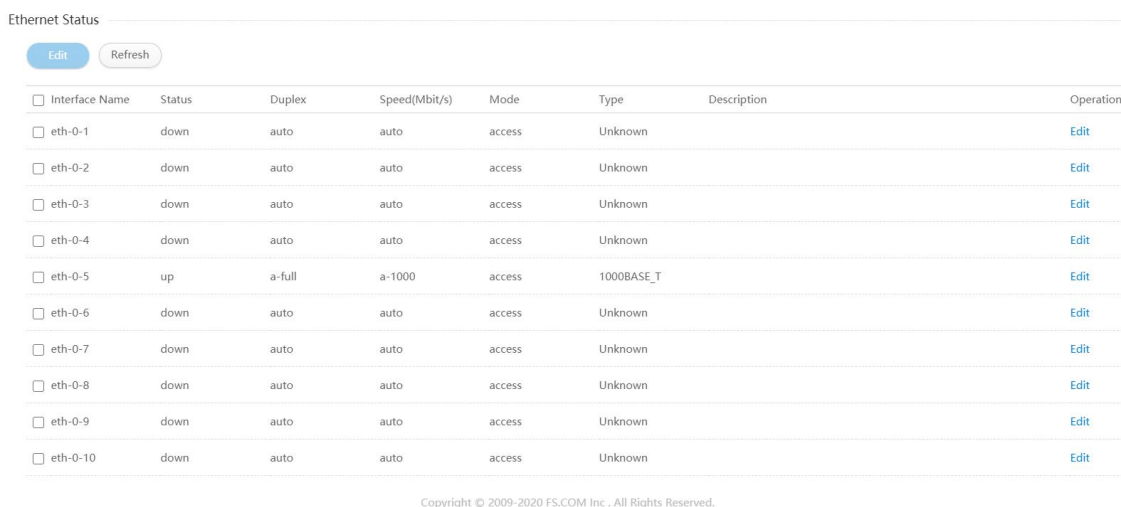 Ethernet Status
Edit Refresh
Interface Name Status Duplex Speed(Mbit/s) Mode Type Description Operation
eth-0-1 down auto auto access Unknown Edit
eth-0-2 down auto auto access Unknown Edit
eth-0-3 down auto auto access Unknown Edit
eth-0-4 down auto auto access Unknown Edit
eth-0-5 up a-full a-1000 access 1000BASE_T Edit
eth-0-6 down auto auto access Unknown Edit
eth-0-7 down auto auto access Unknown Edit
eth-0-8 down auto auto access Unknown Edit
eth-0-9 down auto auto access Unknown Edit
eth-0-10 down auto auto access Unknown Edit
Copyright © 2009-2020 FS.COM Inc . All Rights Reserved.